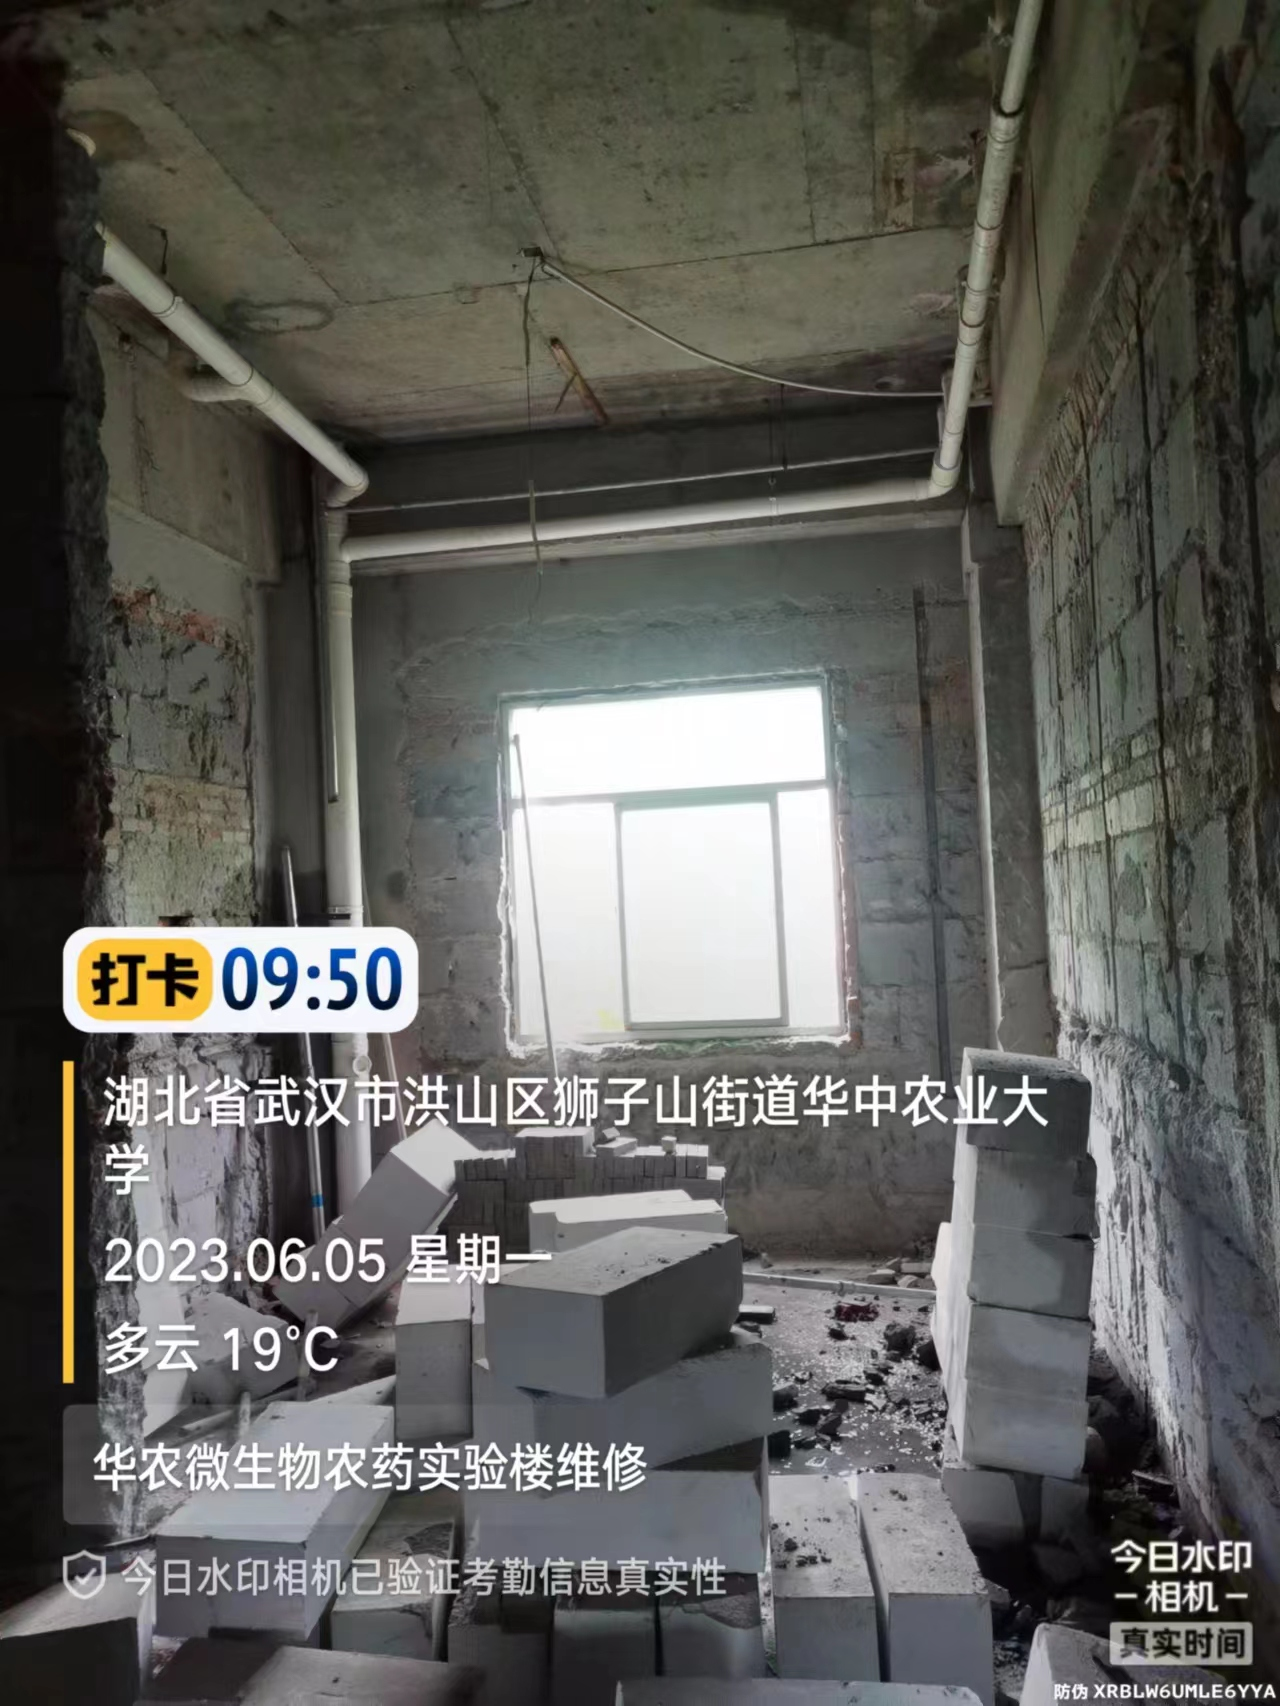 打卡 09:50
湖北省武汉市洪山区狮子山街道华中农业大
学
2023.06.05 星期一
多云 19℃
华农微生物农药实验楼维修
今日水印相机已验证考勤信息真实性
今日水印
-相机-
真实时间
防伪 XRBLW6UMLE6YYA